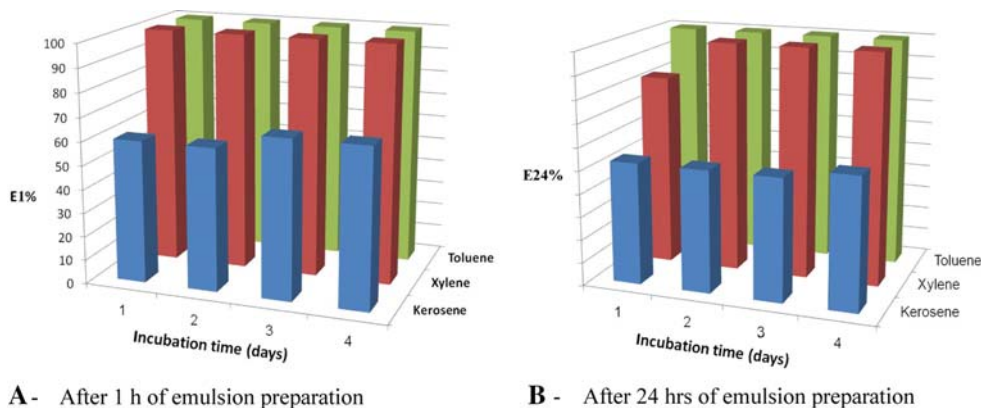 100
90
80
70
60
50
40
30
20
10
0
E1%
1
2
3
4
Incubation time (days)
Toluene
Xylene
Kerosene
A - After 1 h of emulsion preparation
E24%
1
2
3
4
Incubation time (days)
Toluene
Xylene
Kerosene
B - After 24 hrs of emulsion preparation